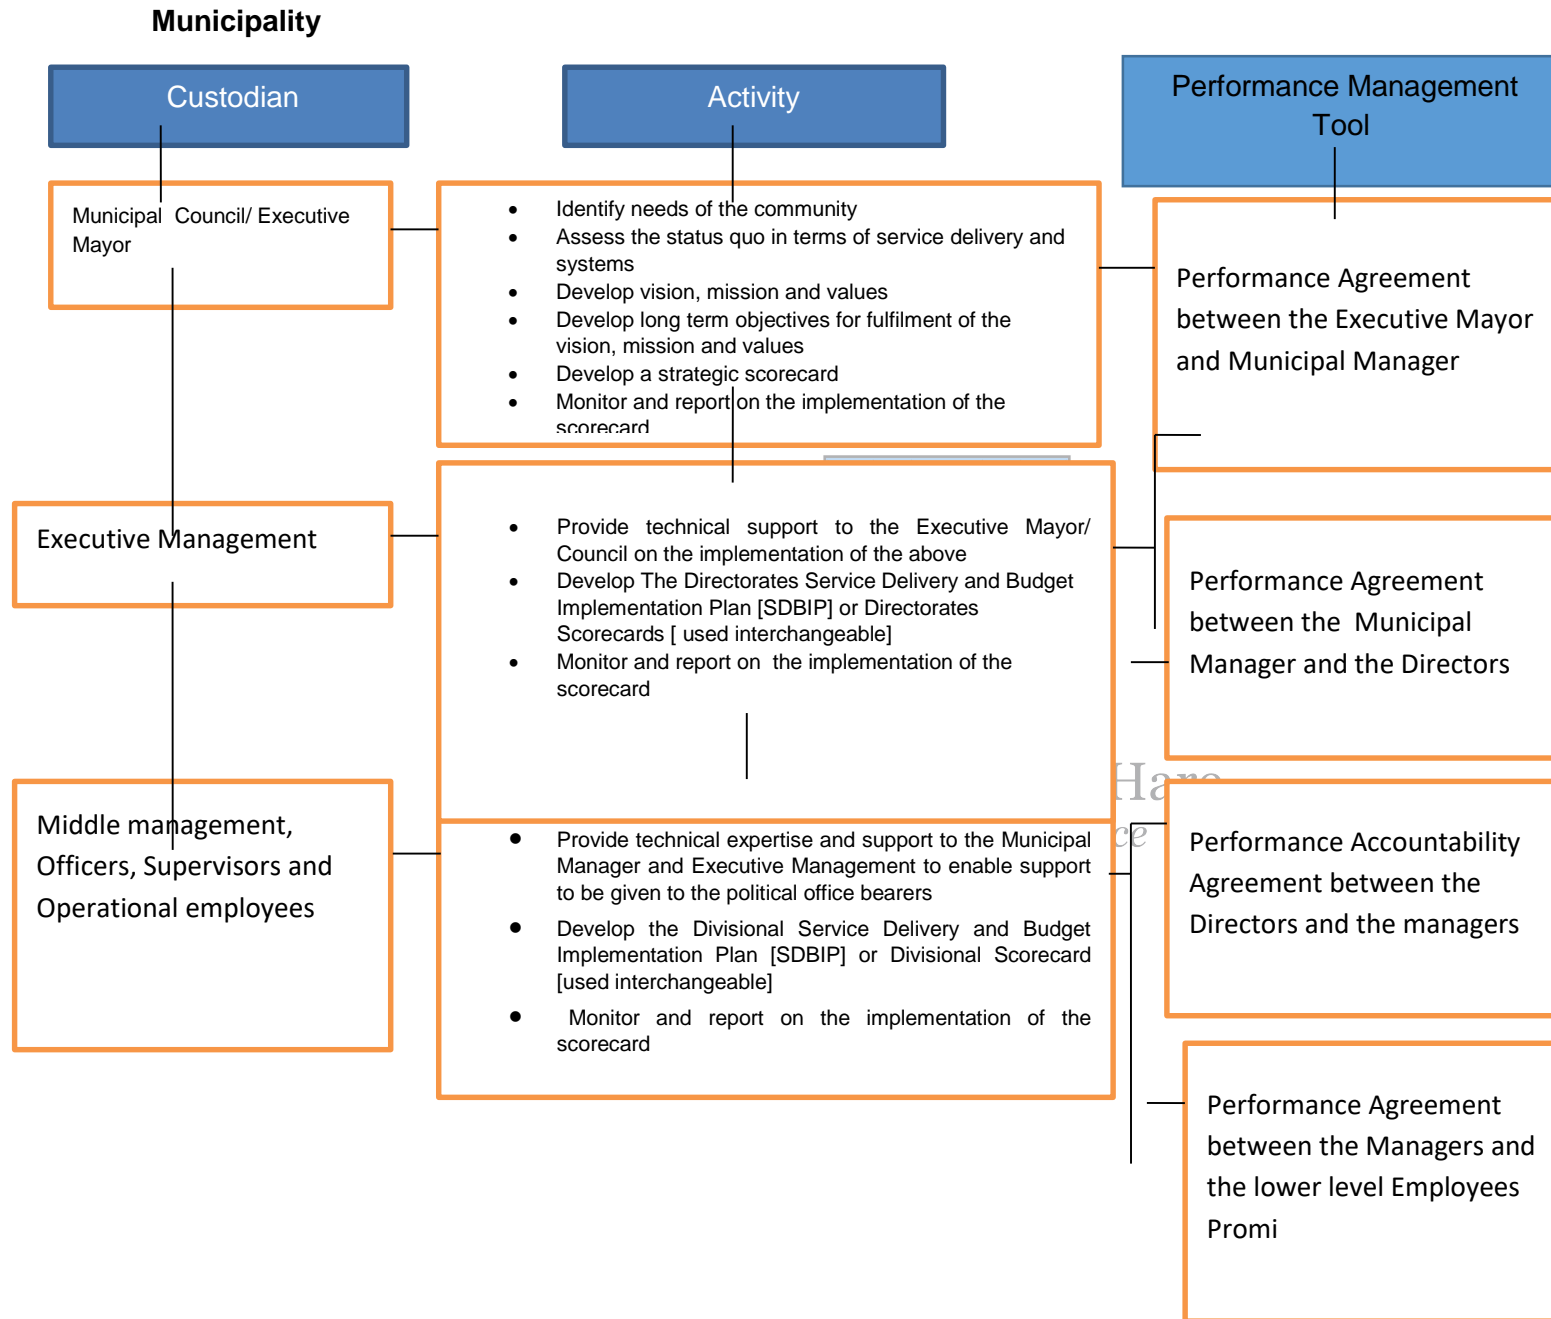 Municipality
Custodian
Activity
Performance Management
Tool
Municipal Council/ Executive
Mayor
• Identify needs of the community
• Assess the status quo in terms of service delivery and
systems
• Develop vision, mission and values
• Develop long term objectives for fulfilment of the
vision, mission and values
• Develop a strategic scorecard
• Monitor and report on the implementation of the
scorecard
Performance Agreement
between the Executive Mayor
and Municipal Manager
Executive Management
• Provide technical support to the Executive Mayor/
Council on the implementation of the above
• Develop The Directorates Service Delivery and Budget
Implementation Plan [SDBIP] or Directorates
Scorecards [ used interchangeable]
• Monitor and report on the implementation of the
scorecard
Performance Agreement
between the Municipal
Manager and the Directors
Middle management,
Officers, Supervisors and
Operational employees
• Provide technical expertise and support to the Municipal
Manager and Executive Management to enable support
to be given to the political office bearers
• Develop the Divisional Service Delivery and Budget
Implementation Plan [SDBIP] or Divisional Scorecard
[used interchangeable]
• Monitor and report on the implementation of the
scorecard
Performance Accountability
Agreement between the
Directors and the managers
Performance Agreement
between the Managers and
the lower level Employees
Promi